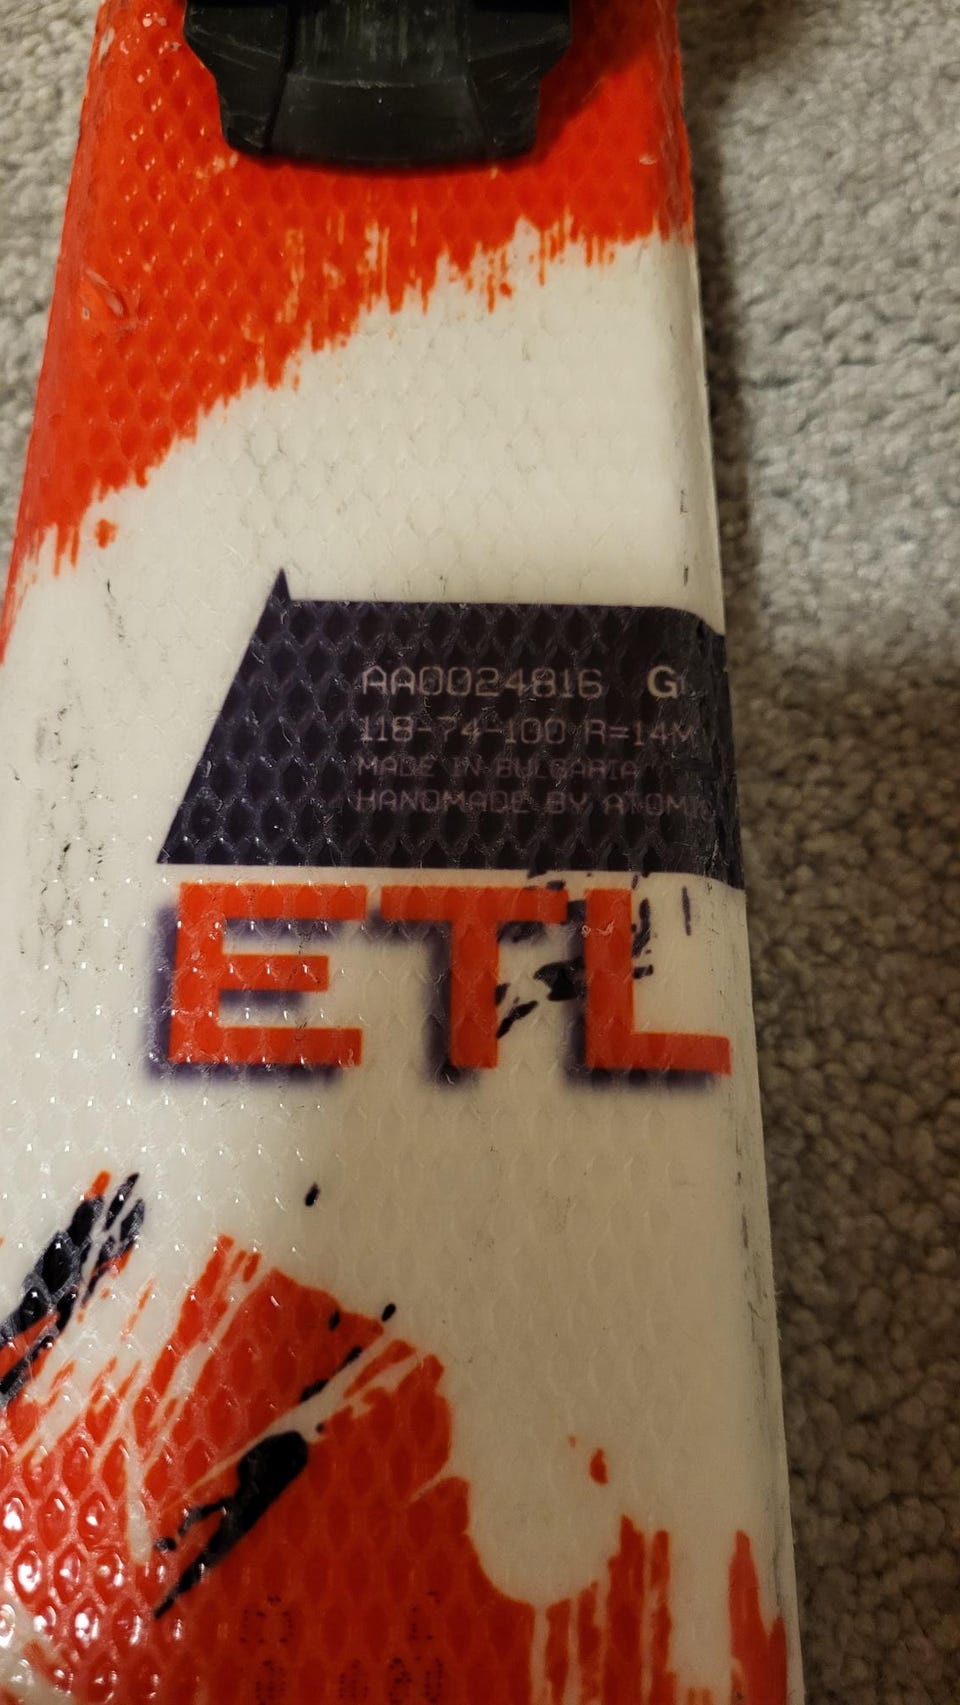 AA0024816 G
118-74-100 R=14M
MADE IN BULGARIA
HANDMADE BY ATOMIC
ETL